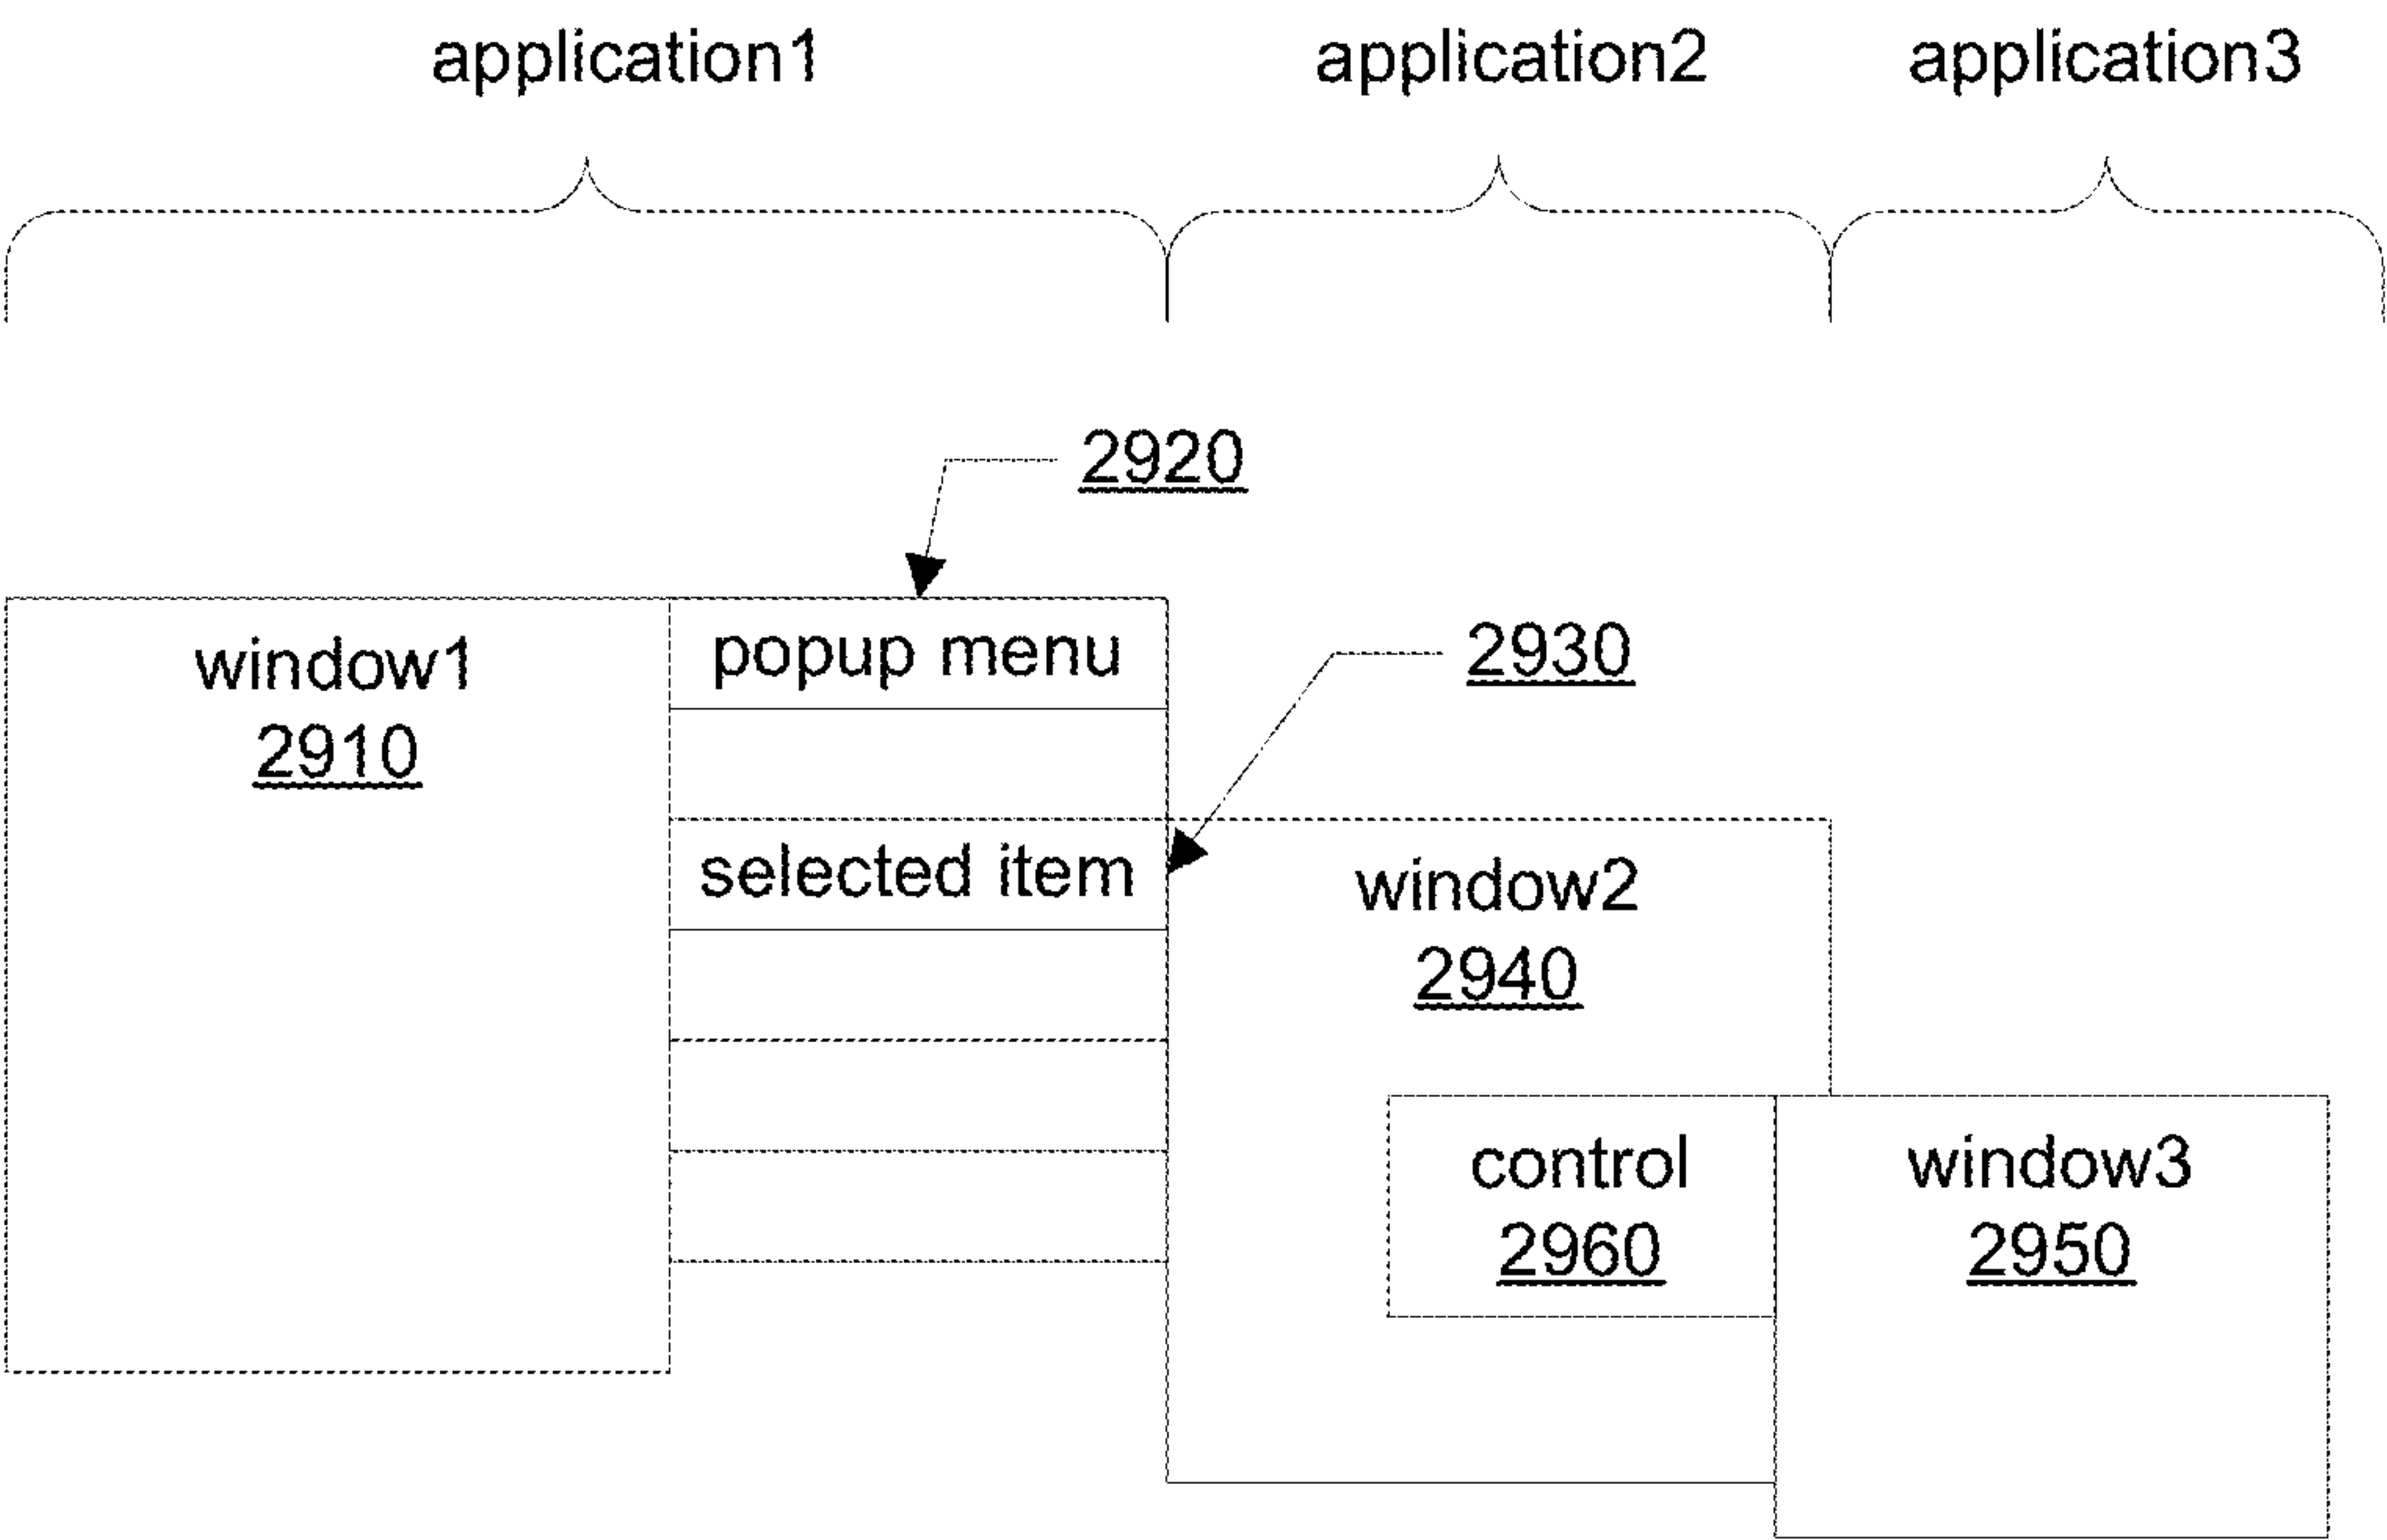 application1
application2
application3
2920
popup menu
2930
window1
2910
selected item
window2
2940
control
2960
window3
2950